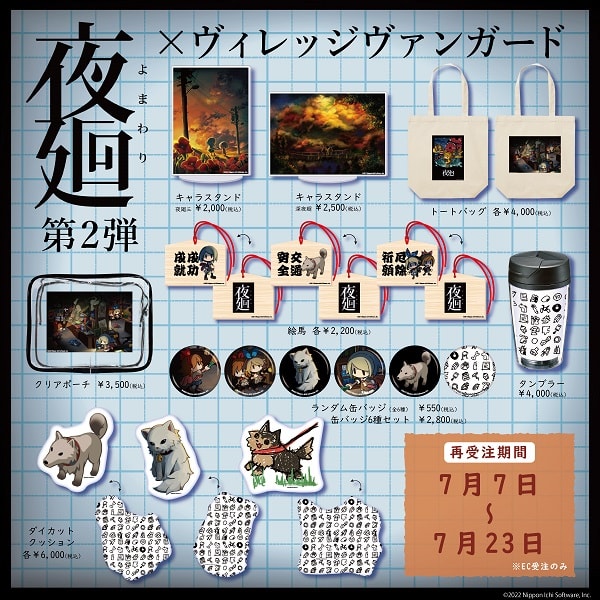 夜廻
よまわり
×ヴィレッジヴァンガード
第2弾
キャラスタンド
夜廻三 ¥2,000(税込)
キャラスタンド
深夜廻 ¥2,500(税込)
夜廻
トートバッグ 各¥4,000(税込)
成功
成就
交通
安全
厄除
祈願
夜廻
夜廻
夜廻
絵馬 各¥2,200(税込)
クリアポーチ ¥3,500(税込)
ランダム缶バッジ(全6種) ¥550(税込)
缶バッジ6種セット ¥2,800(税込)
タンブラー
¥4,000(税込)
ダイカット
クッション
各¥6,000(税込)
再受注期間
7月7日
〜
7月23日
※EC受注のみ
©2022 Nippon Ichi Software, Inc.